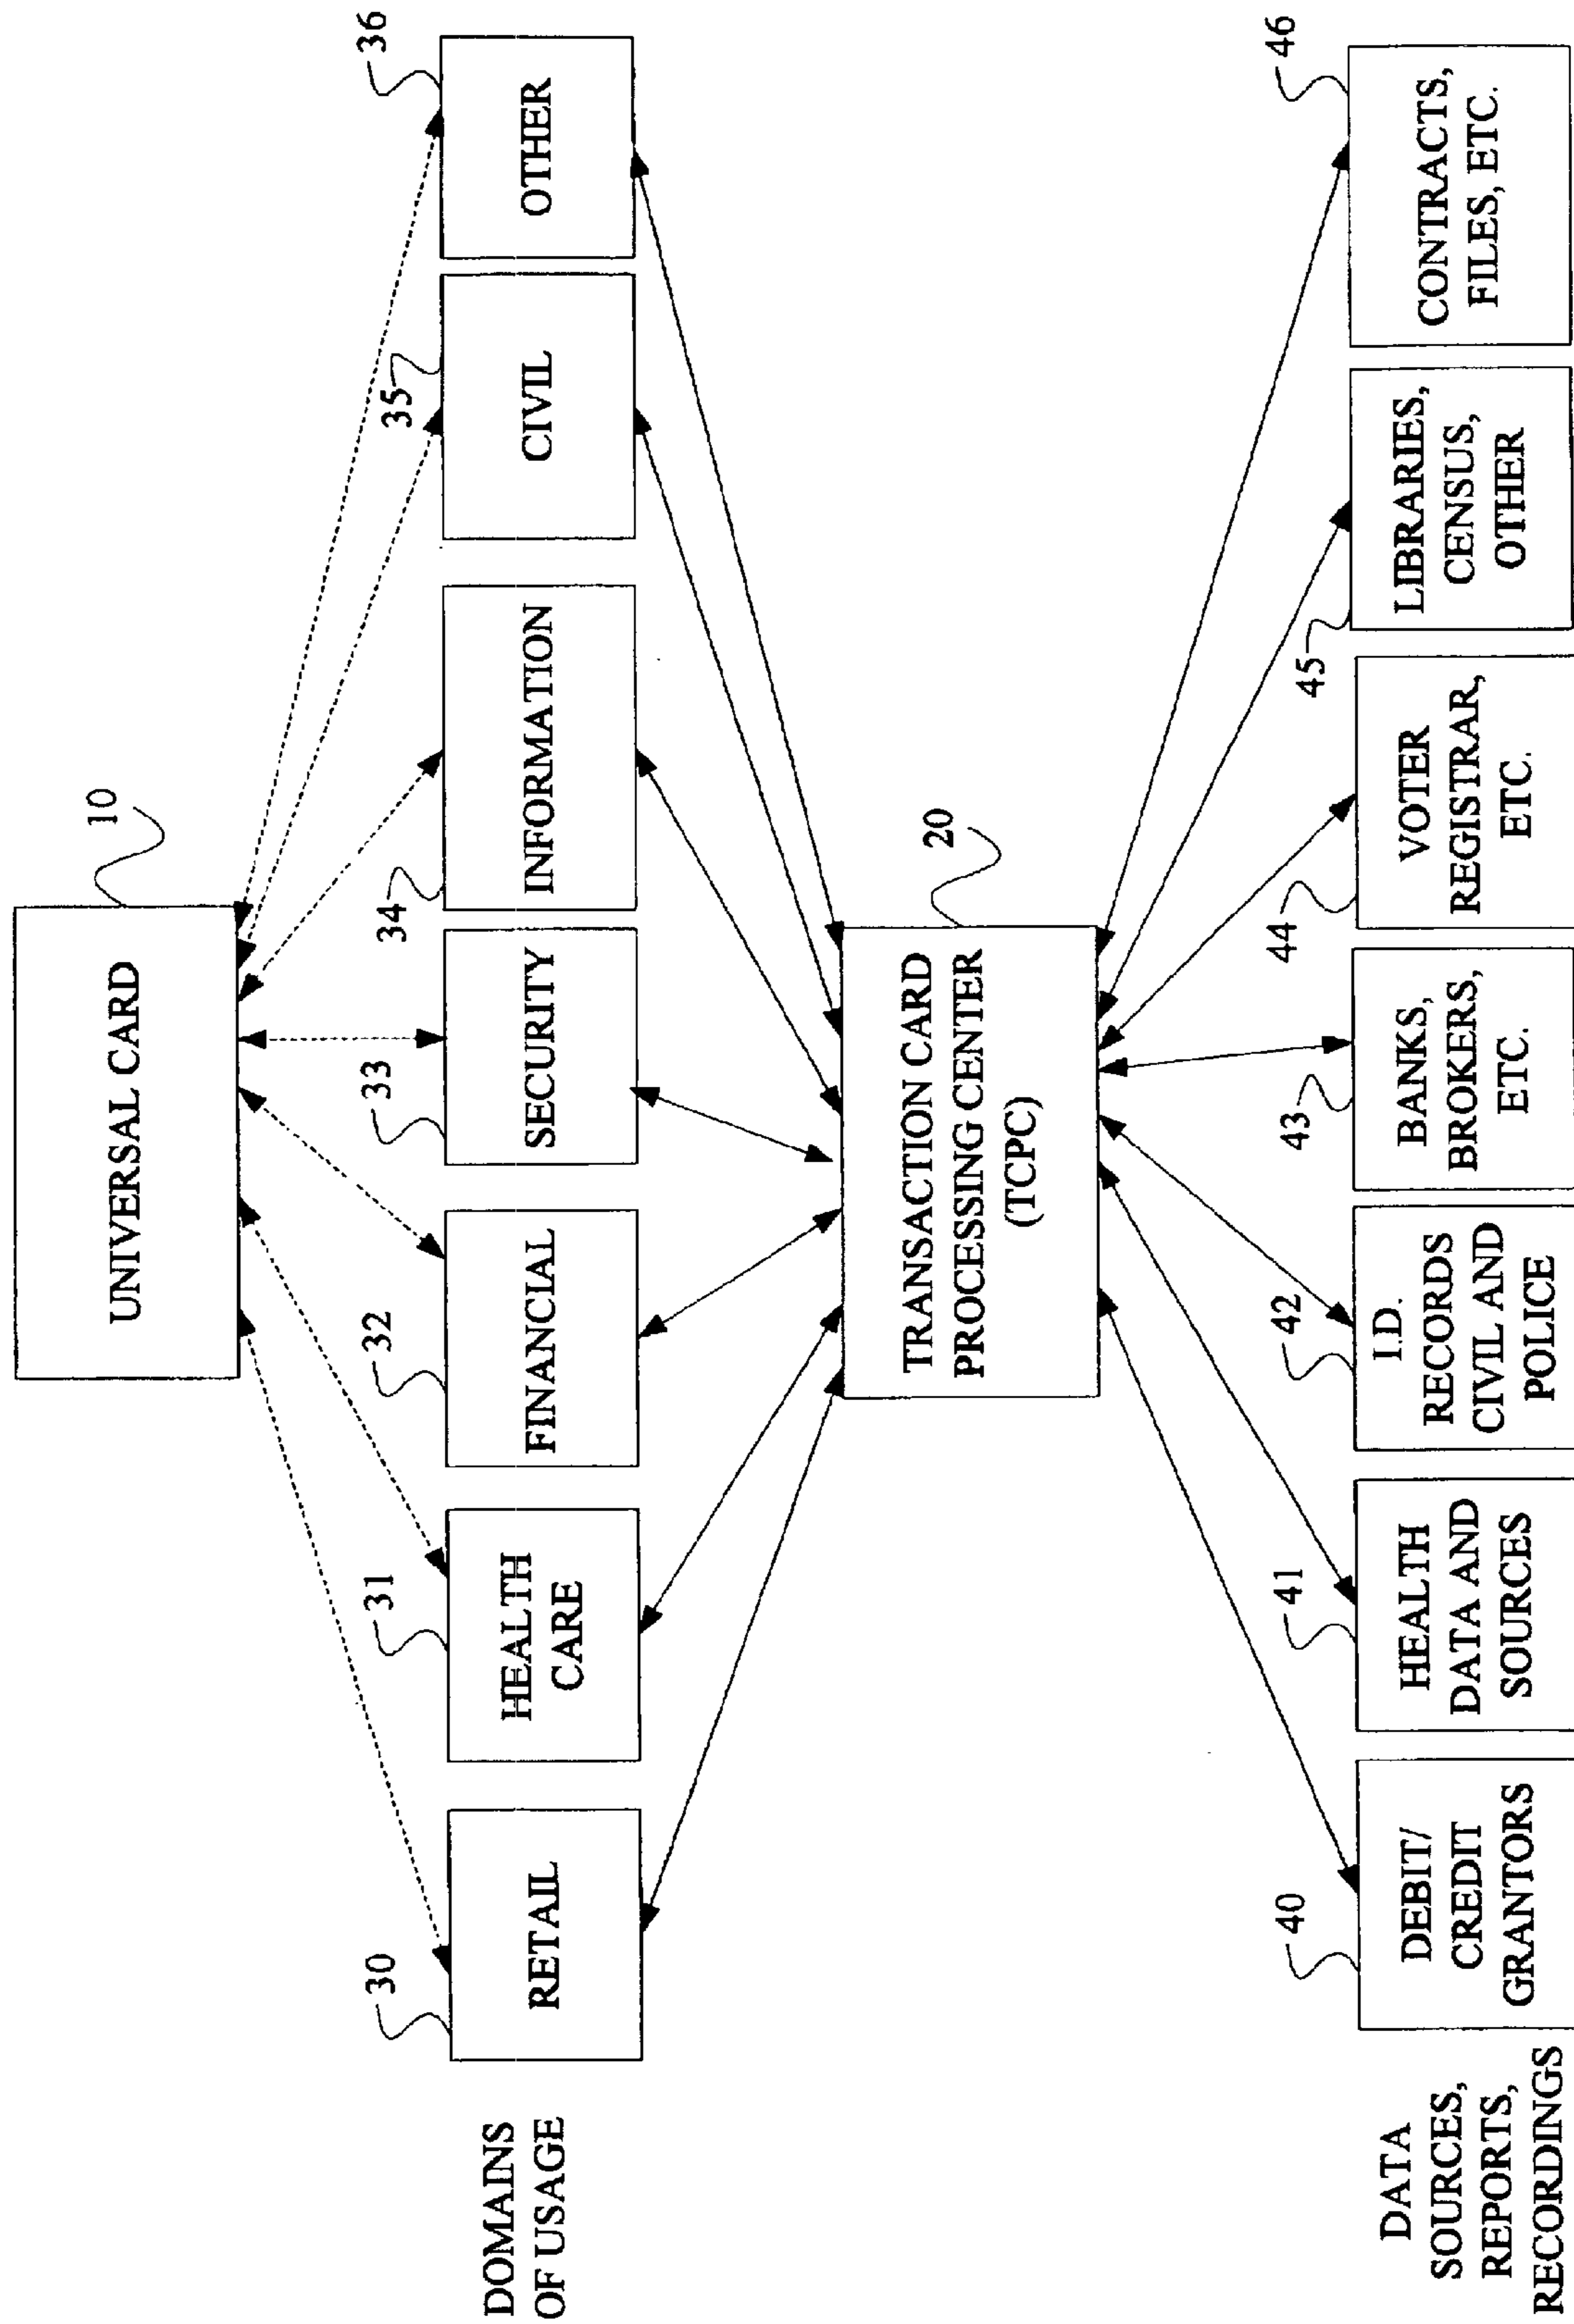 UNIVERSAL CARD
10
DOMAINS
OF USAGE
30
RETAIL
31
HEALTH
CARE
32
FINANCIAL
33
SECURITY
34
INFORMATION
35
CIVIL
36
OTHER
TRANSACTION CARD
PROCESSING CENTER
(TCPC)
20
DATA
SOURCES,
REPORTS,
RECORDINGS
40
DEBIT/
CREDIT
GRANTORS
41
HEALTH
DATA AND
SOURCES
42
I.D.
RECORDS
CIVIL AND
POLICE
43
BANKS,
BROKERS,
ETC.
44
VOTER
REGISTRAR,
ETC.
45
LIBRARIES,
CENSUS,
OTHER
46
CONTRACTS,
FILES, ETC.